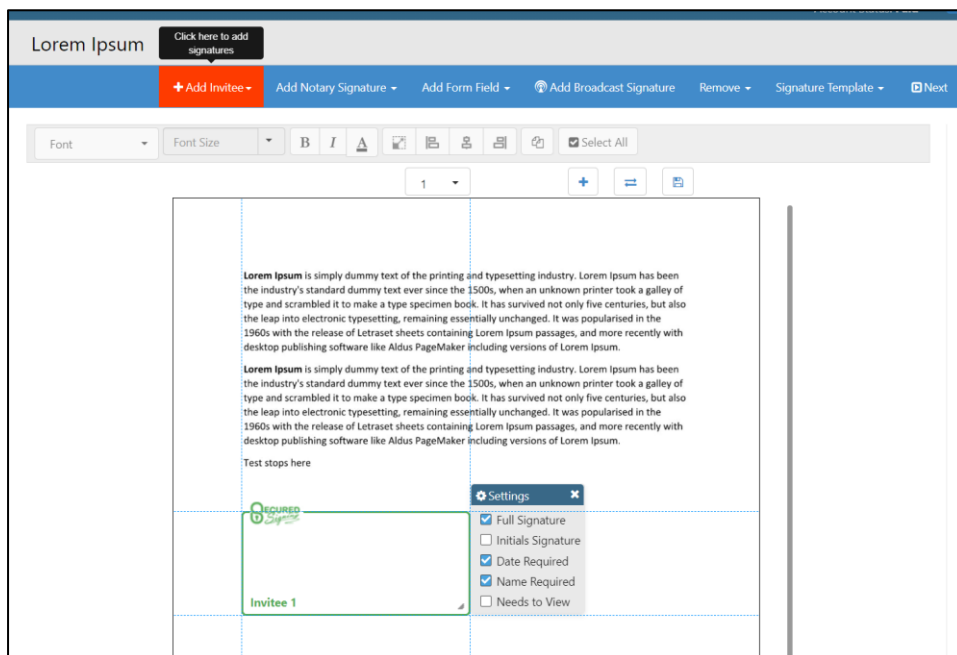 Account Status: Paid
Lorem Ipsum
Click here to add
signatures
Add Invitee
Add Notary Signature
Add Form Field
Add Broadcast Signature
Remove
Signature Template
Next
Font
Font Size
B
I
A
Select All
1
Lorem Ipsum is simply dummy text of the printing and typesetting industry. Lorem Ipsum has been
the industry's standard dummy text ever since the 1500s, when an unknown printer took a galley of
type and scrambled it to make a type specimen book. It has survived not only five centuries, but also
the leap into electronic typesetting, remaining essentially unchanged. It was popularised in the
1960s with the release of Letraset sheets containing Lorem Ipsum passages, and more recently with
desktop publishing software like Aldus PageMaker including versions of Lorem Ipsum.
Lorem Ipsum is simply dummy text of the printing and typesetting industry. Lorem Ipsum has been
the industry's standard dummy text ever since the 1500s, when an unknown printer took a galley of
type and scrambled it to make a type specimen book. It has survived not only five centuries, but also
the leap into electronic typesetting, remaining essentially unchanged. It was popularised in the
1960s with the release of Letraset sheets containing Lorem Ipsum passages, and more recently with
desktop publishing software like Aldus PageMaker including versions of Lorem Ipsum.
Test stops here
SECURED
Signing
Invitee 1
Settings
Full Signature
Initials Signature
Date Required
Name Required
Needs to View